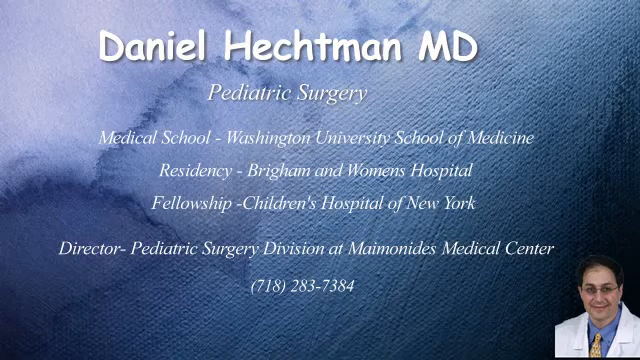 Daniel Hechtman MD
Pediatric Surgery
Medical School - Washington University School of Medicine
Residency - Brigham and Womens Hospital
Fellowship -Children's Hospital of New York
Director- Pediatric Surgery Division at Maimonides Medical Center
(718) 283-7384